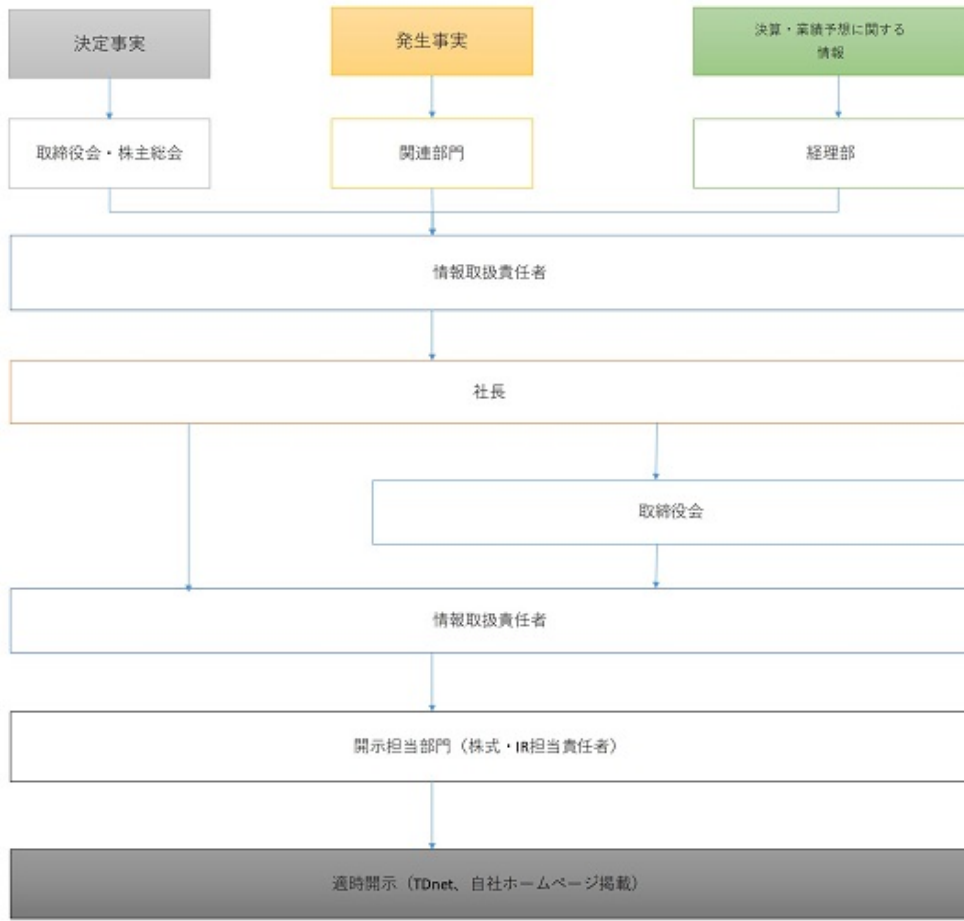 決定事実
発生事実
決算・業績予想に関する
情報
取締役会・株主総会
関連部門
経理部
情報取扱責任者
社長
取締役会
情報取扱責任者
開示担当部門（株式・IR担当責任者）
適時開示（TDnet、自社ホームページ掲載）